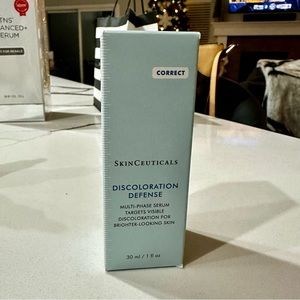 CORRECT
SKINCEUTICALS
DISCOLORATION
DEFENSE
MULTI-PHASE SERUM
TARGETS VISIBLE
DISCOLORATION FOR
BRIGHTER-LOOKING SKIN
30 ml / 1 fl oz
SERUM